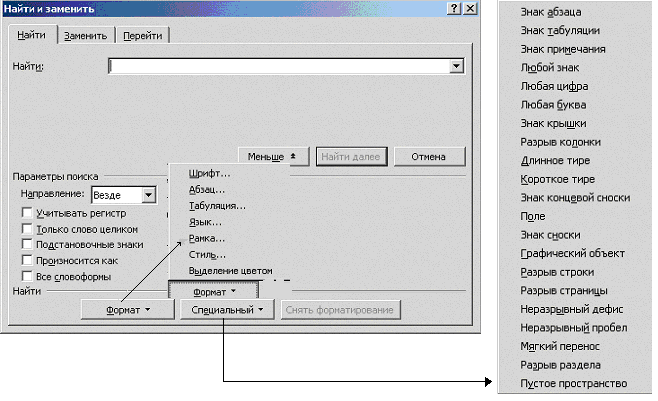 Найти и заменить
Найти Заменить Перейти
Найти:
Меньше Найти далее Отмена
Параметры поиска
Направление: Везде
Учитывать регистр
Только слово целиком
Подстановочные знаки
Произносится как
Все словоформы
Найти
Формат Специальный Снять форматирование
Шрифт...
Абзац...
Табуляция...
Язык...
Рамка...
Стиль...
Выделение цветом
Формат
Знак абзаца
Знак табуляции
Знак примечания
Любой знак
Любая цифра
Любая буква
Знак крышки
Разрыв колонки
Длинное тире
Короткое тире
Знак концевой сноски
Поле
Знак сноски
Графический объект
Разрыв строки
Разрыв страницы
Неразрывный дефис
Неразрывный пробел
Мягкий перенос
Разрыв раздела
Пустое пространство